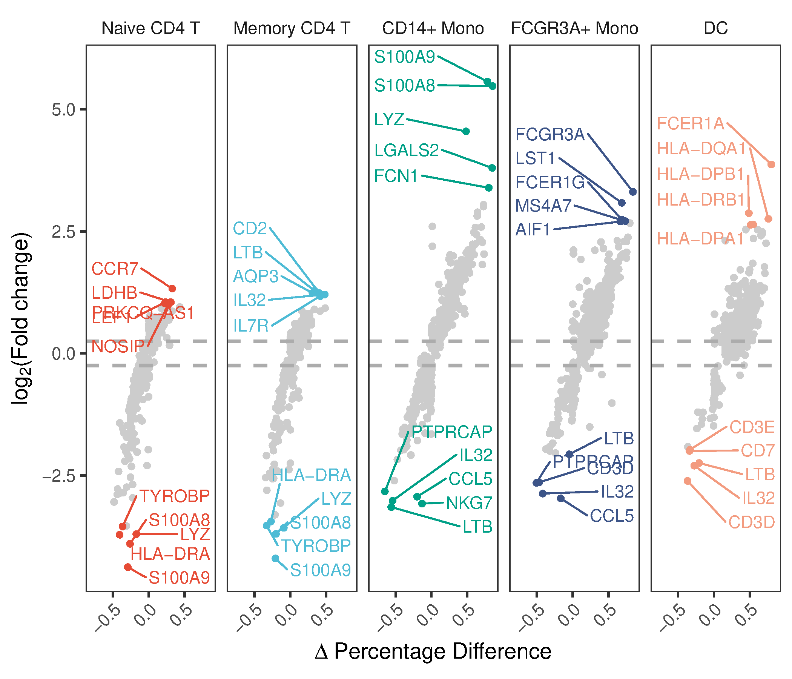 Naive CD4 T
Memory CD4 T
CD14+ Mono
FCGR3A+ Mono
DC
log2(Fold change)
5.0
2.5
0.0
−2.5
CCR7
LDHB
PRKCQ−AS1
LEF1
NOSIP
TYROBP
S100A8
LYZ
HLA−DRA
S100A9
CD2
LTB
AQP3
IL32
IL7R
HLA−DRA
LYZ
S100A8
TYROBP
S100A9
S100A9
S100A8
LYZ
LGALS2
FCN1
PTPRCAP
IL32
CCL5
NKG7
LTB
FCGR3A
LST1
FCER1G
MS4A7
AIF1
LTB
PTPRCAP
CD3D
IL32
CCL5
FCER1A
HLA−DQA1
HLA−DPB1
HLA−DRB1
HLA−DRA1
CD3E
CD7
LTB
IL32
CD3D
−0.5 0.0 0.5
−0.5 0.0 0.5
−0.5 0.0 0.5
−0.5 0.0 0.5
−0.5 0.0 0.5
Δ Percentage Difference